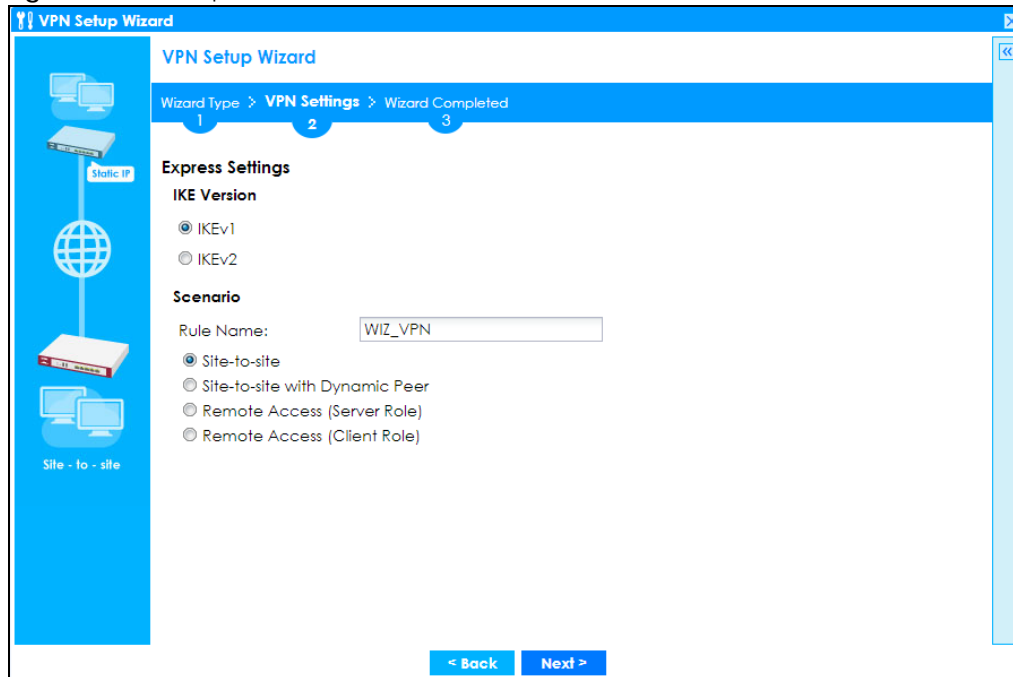 VPN Setup Wizard
VPN Setup Wizard
Wizard Type > VPN Settings > Wizard Completed
1 2 3
Static IP
Express Settings
IKE Version
IKEv1
IKEv2
Scenario
Rule Name: WIZ_VPN
Site-to-site
Site-to-site with Dynamic Peer
Remote Access (Server Role)
Remote Access (Client Role)
Site - to - site
< Back Next >